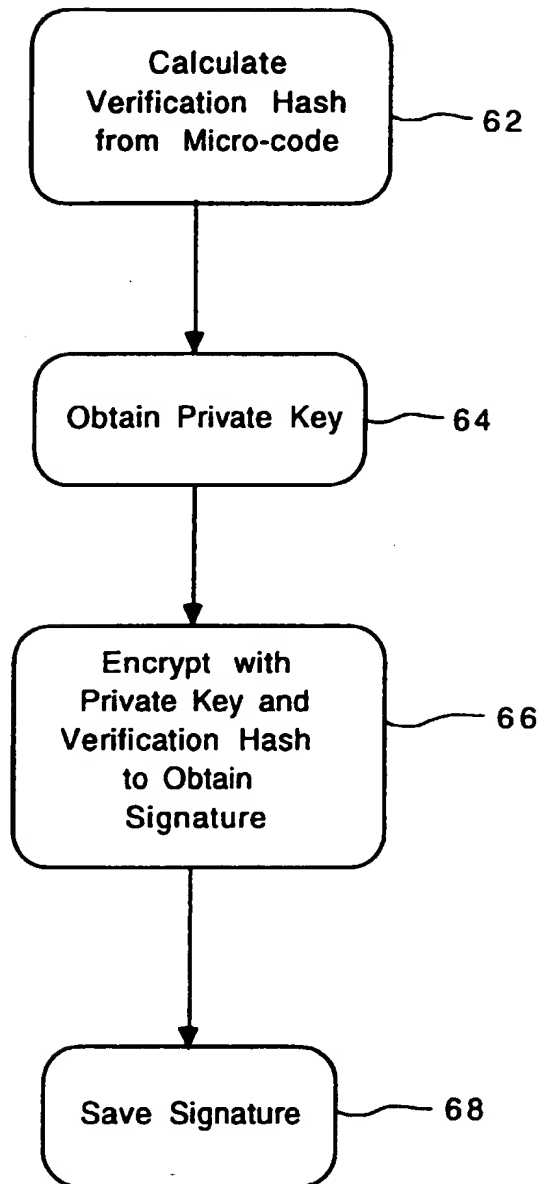 Calculate
Verification Hash
from Micro-code
62
Obtain Private Key
64
Encrypt with
Private Key and
Verification Hash
to Obtain
Signature
66
Save Signature
68